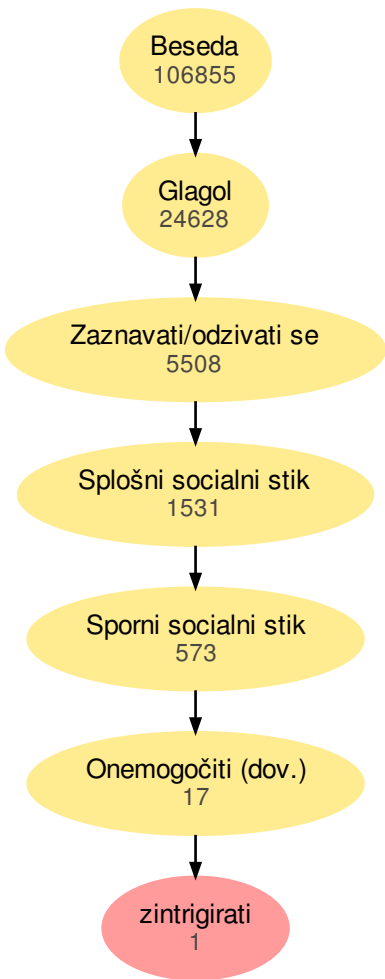 Beseda
106855
Glagol
24628
Zaznavati/odzivati se
5508
Splošni socialni stik
1531
Sporni socialni stik
573
Onemogočiti (dov.)
17
zintrigirati
1